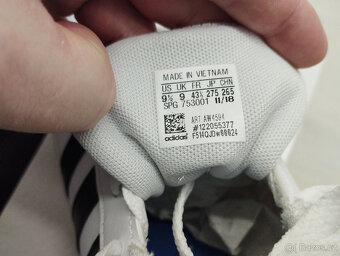 MADE IN VIETNAM
US UK FR JP CHN
9½ 9 43⅓ 275 265
SPG 753001 11/18
ART AW4594
#122055377
adidas